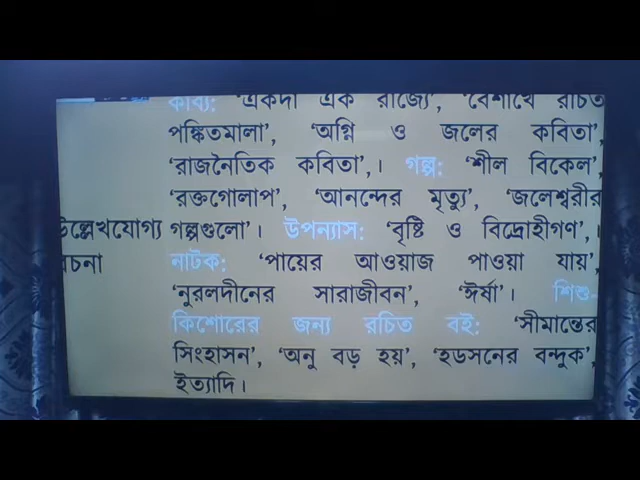 কাব্য: 'একদা এক রাজ্যে', 'বৈশাখে রচিত
পঙ্কিতমালা', 'অগ্নি ও জলের কবিতা',
'রাজনৈতিক কবিতা',। গল্প: 'শীল বিকেল',
'রক্তগোলাপ', 'আনন্দের মৃত্যু', 'জলেশ্বরীর
উল্লেখযোগ্য গল্পগুলো'। উপন্যাস: 'বৃষ্টি ও বিদ্রোহীগণ',।
রচনা নাটক: 'পায়ের আওয়াজ পাওয়া যায়',
'নুরলদীনের সারাজীবন', 'ঈর্ষা'। শিশু-
কিশোরের জন্য রচিত বই: 'সীমান্তের
সিংহাসন', 'অনু বড় হয়', 'হডসনের বন্দুক',
ইত্যাদি।